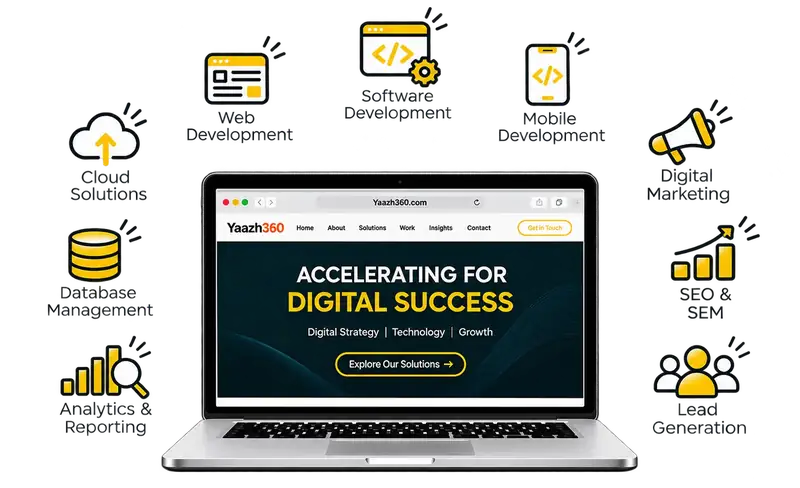 Software
Development
Web
Development
Mobile
Development
Cloud
Solutions
Digital
Marketing
Database
Management
SEO &
SEM
Analytics &
Reporting
Lead
Generation
Yaazh360.com
Yaazh360 Home About Solutions Work Insights Contact Get in Touch
ACCELERATING FOR
DIGITAL SUCCESS
Digital Strategy | Technology | Growth
Explore Our Solutions →